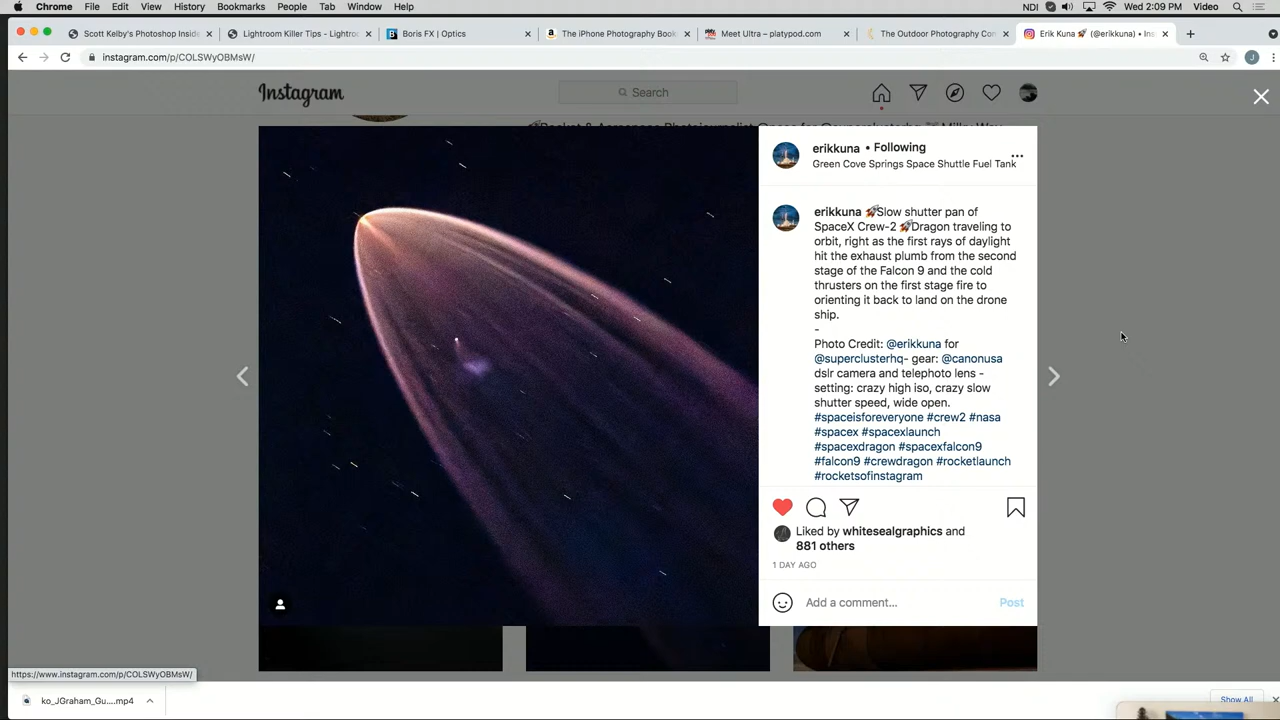 Chrome File Edit View History Bookmarks People Tab Window Help NDI Wed 2:09 PM Video
Scott Kelby's Photoshop Inside × Lightroom Killer Tips - Lightroo × Boris FX | Optics × The iPhone Photography Book × Meet Ultra – platypod.com × The Outdoor Photography Con × Erik Kuna 🚀 (@erikkuna) • Ins ×
instagram.com/p/COLSWyOBMsW/ J
Instagram Search
erikkuna • Following
Green Cove Springs Space Shuttle Fuel Tank
erikkuna 🚀Slow shutter pan of
SpaceX Crew-2 🚀Dragon traveling to
orbit, right as the first rays of daylight
hit the exhaust plumb from the second
stage of the Falcon 9 and the cold
thrusters on the first stage fire to
orienting it back to land on the drone
ship.
-
Photo Credit: @erikkuna for
@superclusterhq- gear: @canonusa
dslr camera and telephoto lens -
setting: crazy high iso, crazy slow
shutter speed, wide open.
#spaceisforeveryone #crew2 #nasa
#spacex #spacexlaunch
#spacexdragon #spacexfalcon9
#falcon9 #crewdragon #rocketlaunch
#rocketsofinstagram
Liked by whitesealgraphics and
881 others
1 DAY AGO
Add a comment... Post
https://www.instagram.com/p/COLSWyOBMsW/
ko_JGraham_Gu....mp4 Show All